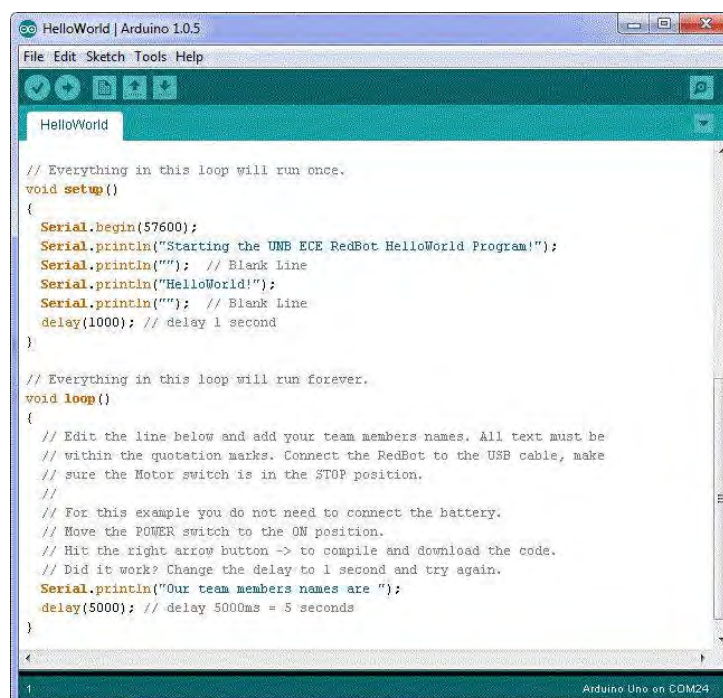 HelloWorld | Arduino 1.0.5
File Edit Sketch Tools Help
HelloWorld
// Everything in this loop will run once.
void setup()
{
Serial.begin(57600);
Serial.println("Starting the UNB ECE RedBot HelloWorld Program!");
Serial.println(""); // Blank Line
Serial.println("HelloWorld!");
Serial.println(""); // Blank Line
delay(1000); // delay 1 second
}
// Everything in this loop will run forever.
void loop()
{
// Edit the line below and add your team members names. All text must be
// within the quotation marks. Connect the RedBot to the USB cable, make
// sure the Motor switch is in the STOP position.
//
// For this example you do not need to connect the battery.
// Move the POWER switch to the ON position.
// Hit the right arrow button -> to compile and download the code.
// Did it work? Change the delay to 1 second and try again.
Serial.println("Our team members names are ");
delay(5000); // delay 5000ms = 5 seconds
}
1 Arduino Uno on COM24